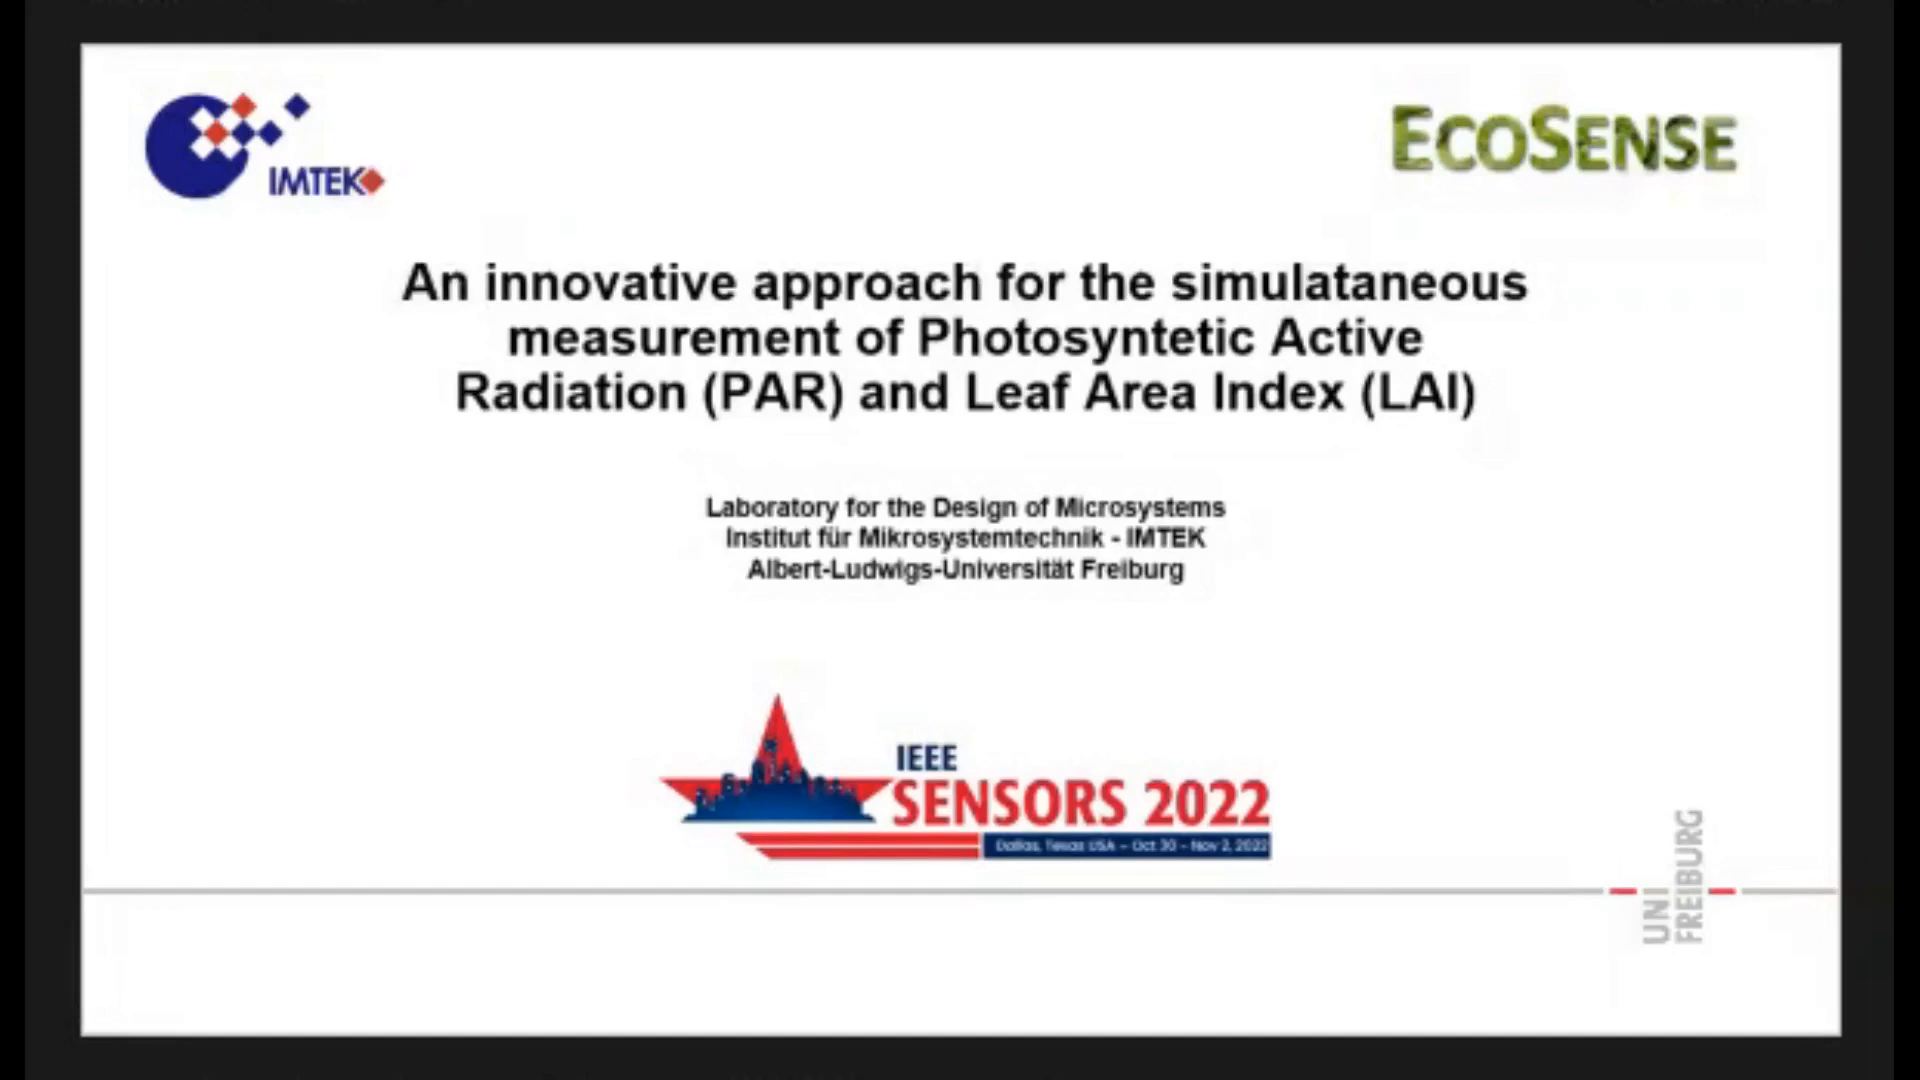 IMTEK
ECOSENSE
An innovative approach for the simulataneous
measurement of Photosyntetic Active
Radiation (PAR) and Leaf Area Index (LAI)
Laboratory for the Design of Microsystems
Institut für Mikrosystemtechnik - IMTEK
Albert-Ludwigs-Universität Freiburg
IEEE
SENSORS 2022
Dallas, Texas USA – Oct 30 – Nov 2, 2022
UNI
FREIBURG